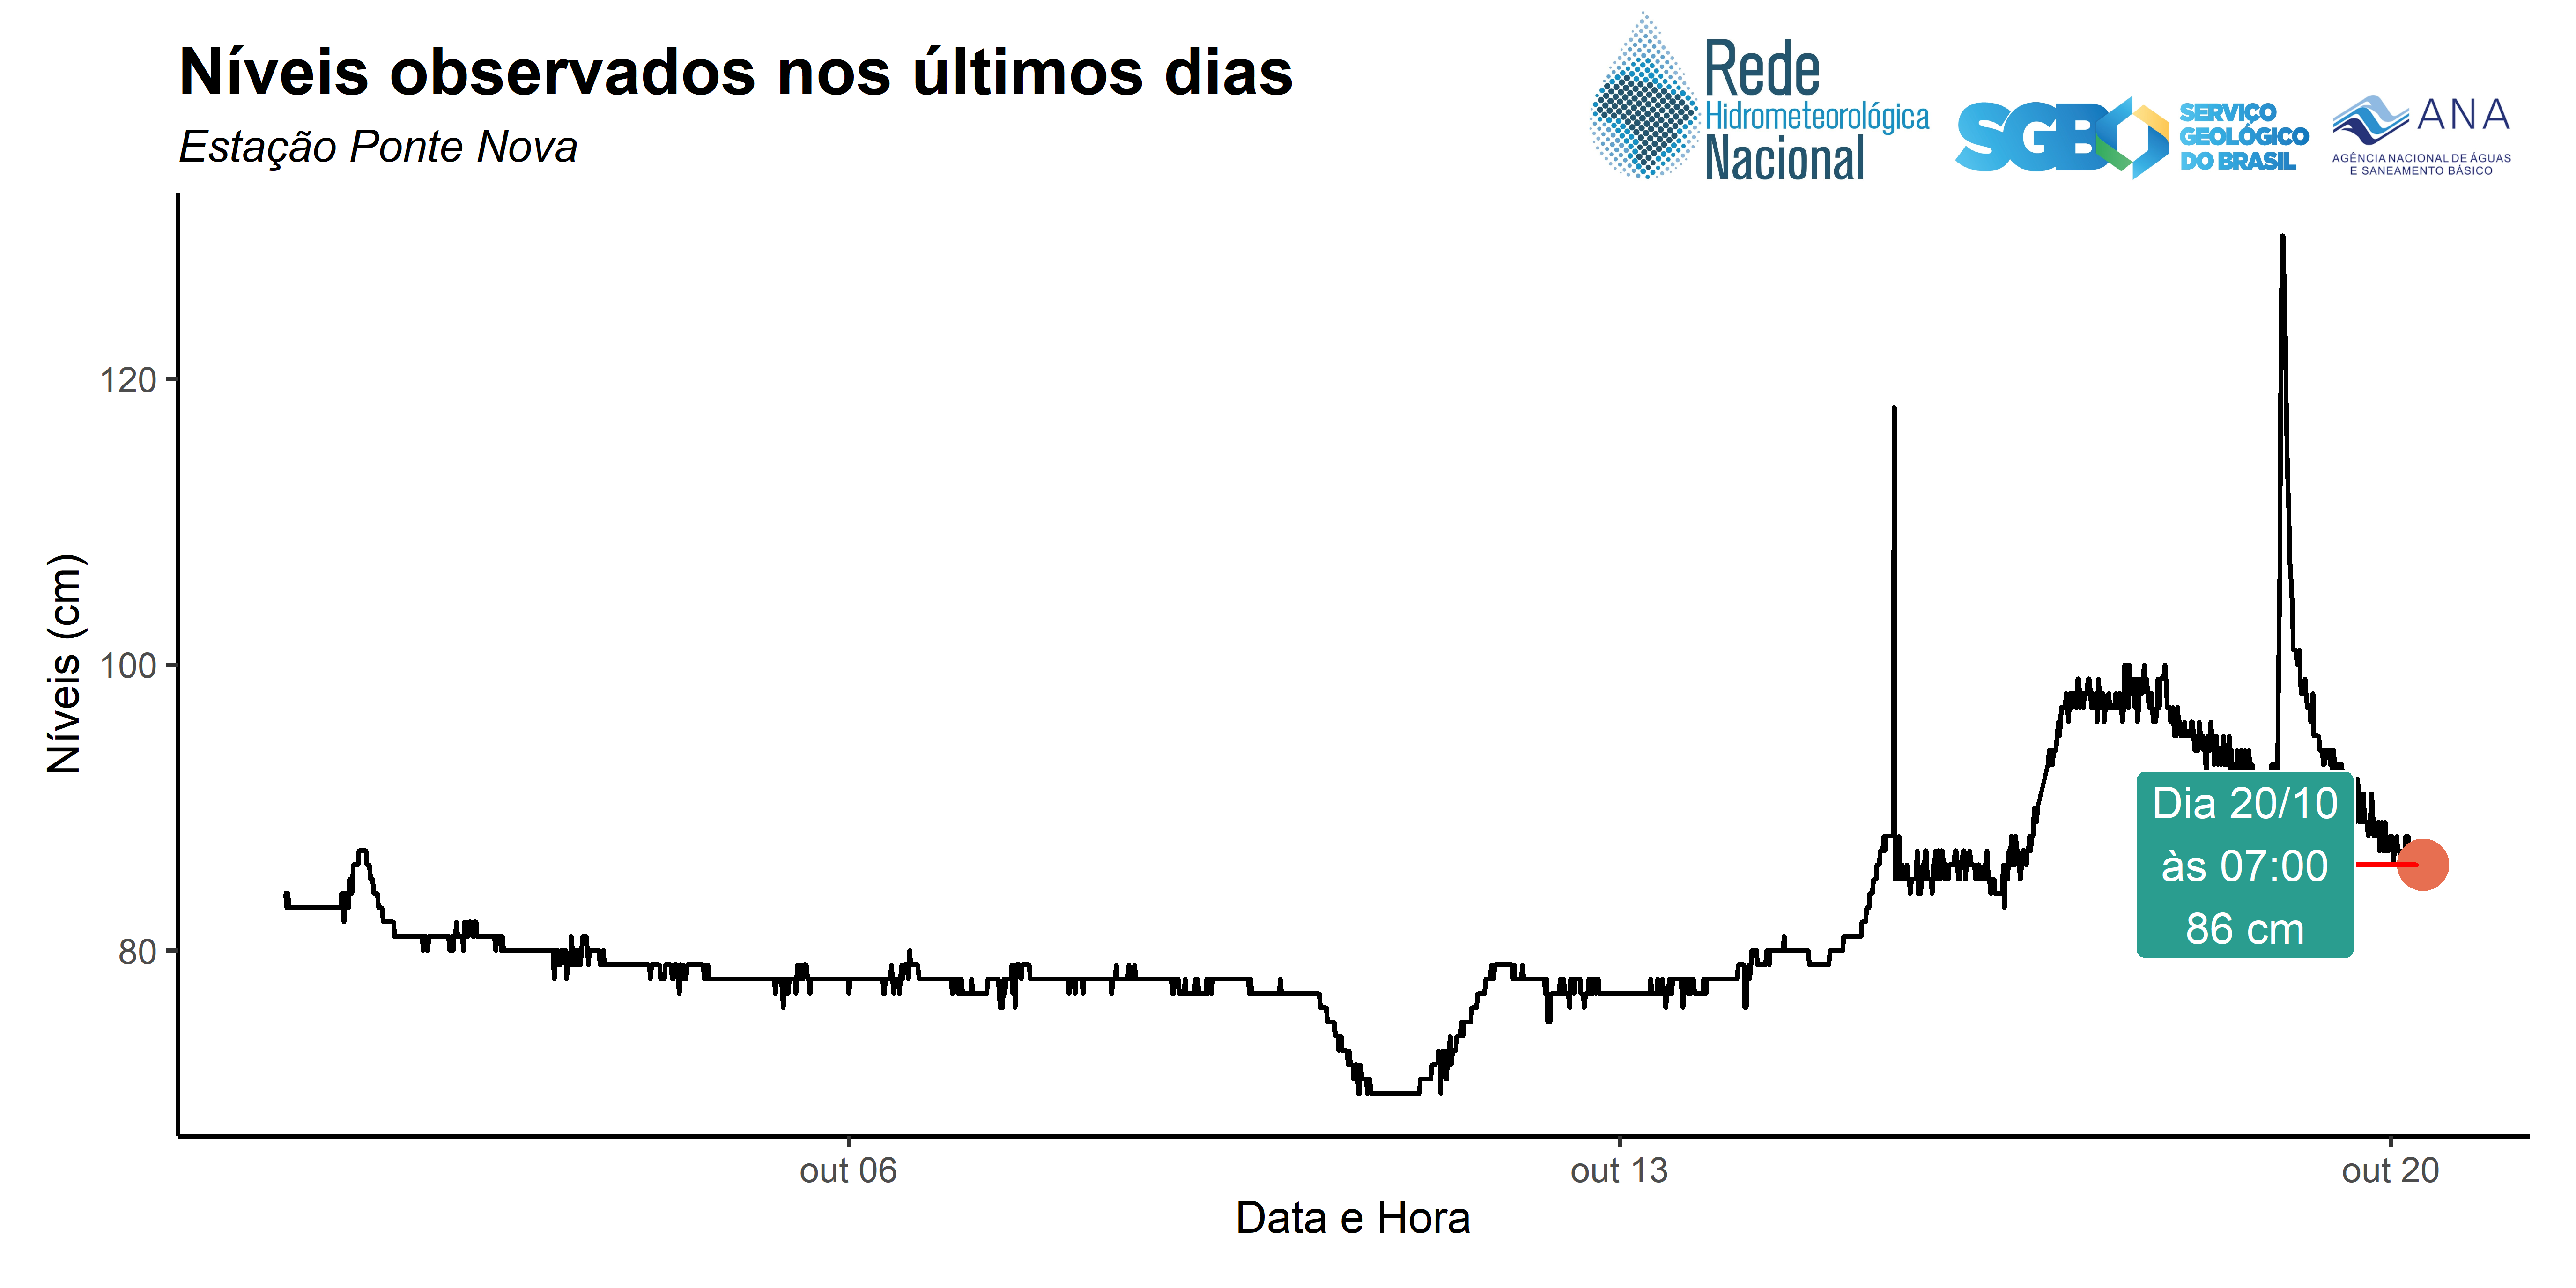 Níveis observados nos últimos dias
Estação Ponte Nova
Rede
Hidrometeorológica
Nacional
SGB
SERVIÇO
GEOLÓGICO
DO BRASIL
ANA
AGÊNCIA NACIONAL DE ÁGUAS
E SANEAMENTO BÁSICO
Níveis (cm)
120
100
80
Dia 20/10
às 07:00
86 cm
out 06
out 13
out 20
Data e Hora